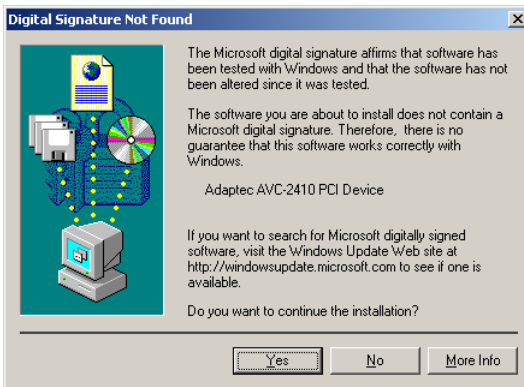 Digital Signature Not Found
The Microsoft digital signature affirms that software has
been tested with Windows and that the software has not
been altered since it was tested.
The software you are about to install does not contain a
Microsoft digital signature. Therefore, there is no
guarantee that this software works correctly with
Windows.
Adaptec AVC-2410 PCI Device
If you want to search for Microsoft digitally signed
software, visit the Windows Update Web site at
http://windowsupdate.microsoft.com to see if one is
available.
Do you want to continue the installation?
Yes No More Info